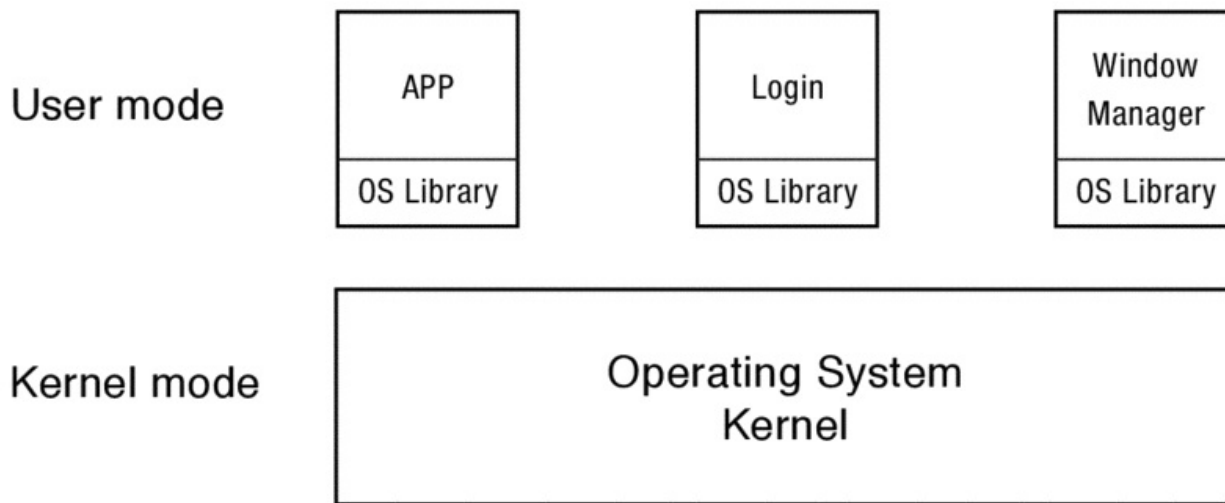 User mode
APP
OS Library
Login
OS Library
Window
Manager
OS Library
Kernel mode
Operating System
Kernel